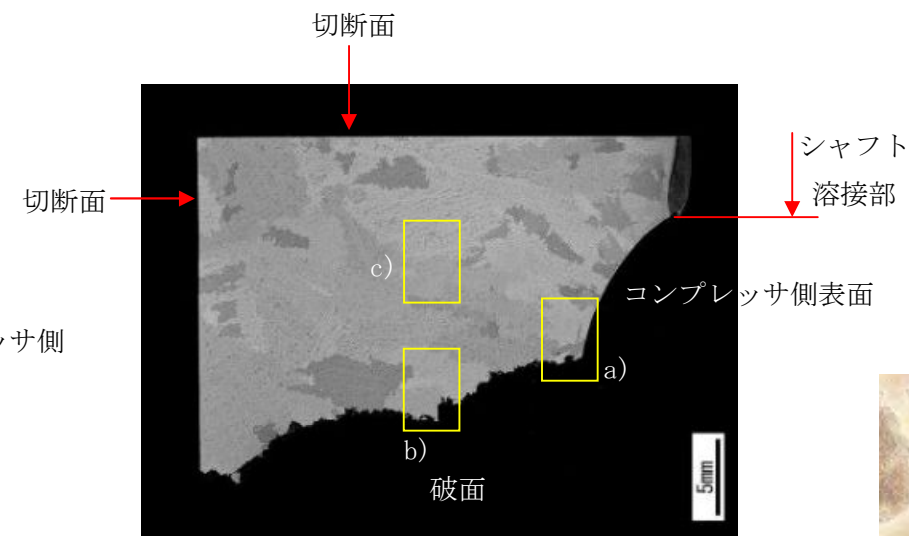 切断面
シャフト
溶接部
切断面
c)
コンプレッサ側表面
ッサ側
a)
b)
破面
5mm